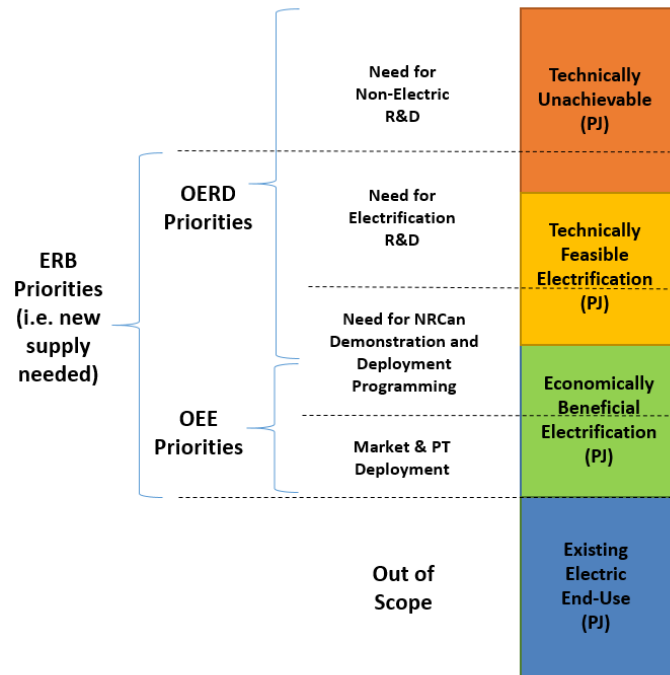 ERB
Priorities
(i.e. new
supply
needed)
OERD
Priorities
OEE
Priorities
Need for
Non-Electric
R&D
Need for
Electrification
R&D
Need for NRCan
Demonstration and
Deployment
Programming
Market & PT
Deployment
Out of
Scope
Technically
Unachievable
(PJ)
Technically
Feasible
Electrification
(PJ)
Economically
Beneficial
Electrification
(PJ)
Existing
Electric
End-Use
(PJ)